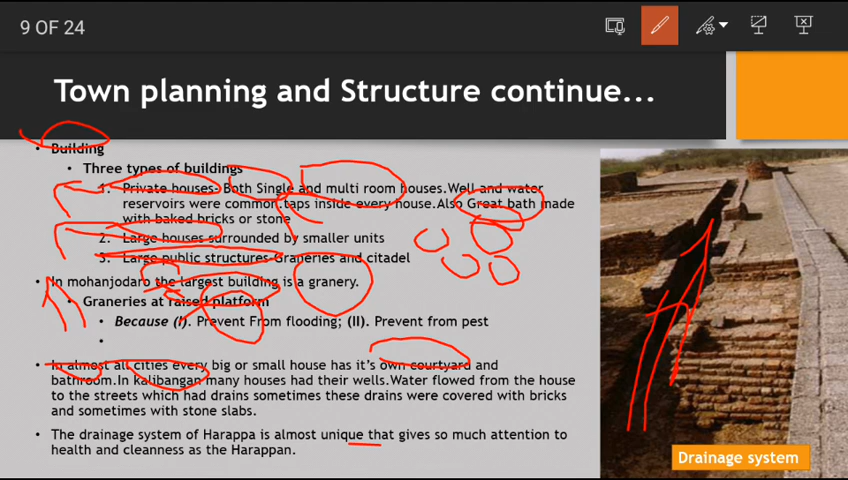 9 OF 24
Town planning and Structure continue...
• Building
• Three types of buildings
1. Private houses- Both Single and multi room houses.Well and water
reservoirs were common.taps inside every house.Also Great bath made
with baked bricks or stone
2. Large houses surrounded by smaller units
3. Large public structures-Graneries and citadel
• In mohanjodaro the largest building is a granery.
• Graneries at raised platform
• Because (I). Prevent From flooding; (II). Prevent from pest
•
• In almost all cities every big or small house has it's own courtyard and
bathroom.In kalibangan many houses had their wells.Water flowed from the house
to the streets which had drains sometimes these drains were covered with bricks
and sometimes with stone slabs.
• The drainage system of Harappa is almost unique that gives so much attention to
health and cleanness as the Harappan.
Drainage system